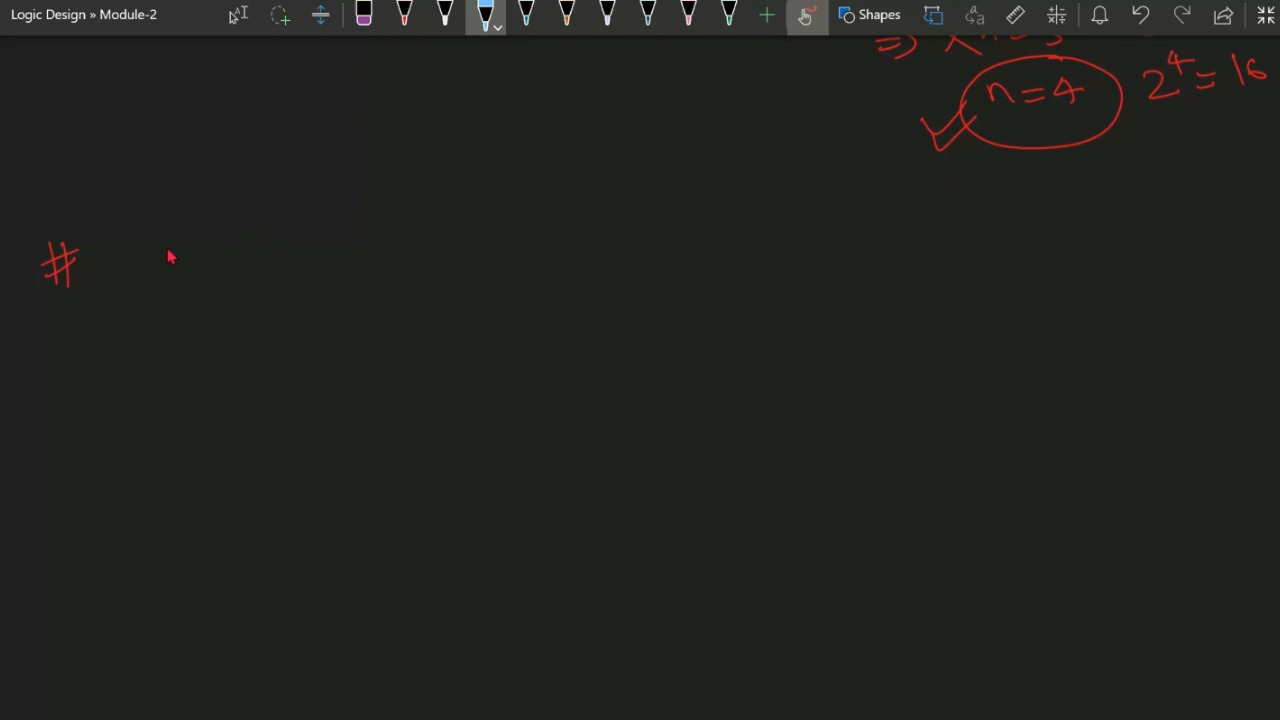 Logic Design » Module-2
Shapes
n=4
2⁴ = 16
#